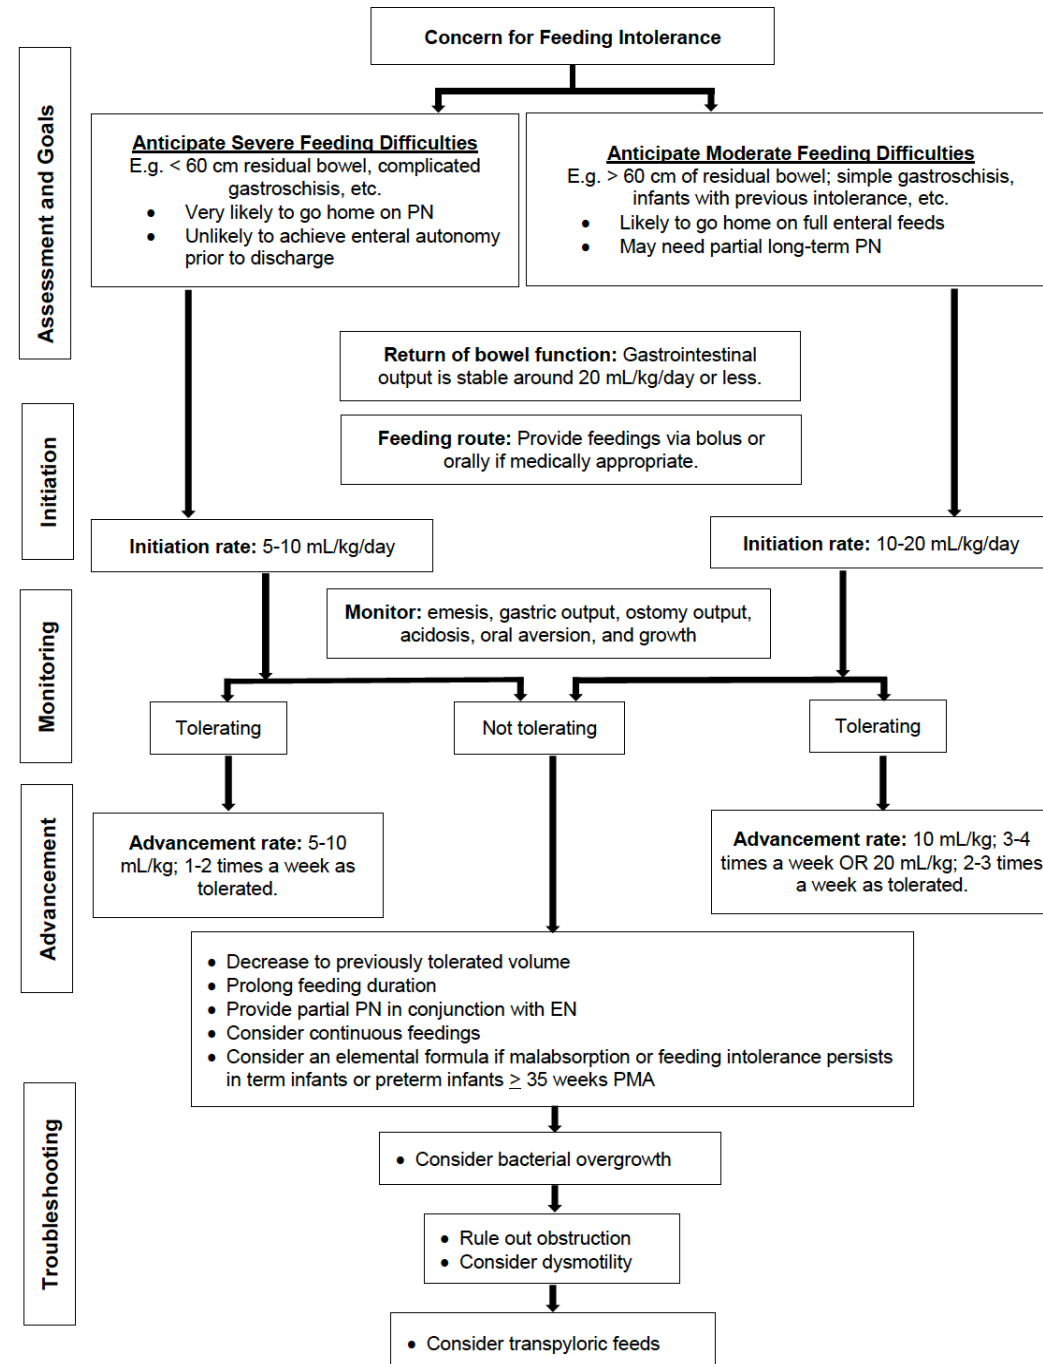 Concern for Feeding Intolerance
Assessment and Goals
Anticipate Severe Feeding Difficulties
E.g. < 60 cm residual bowel, complicated
gastroschisis, etc.
• Very likely to go home on PN
• Unlikely to achieve enteral autonomy
prior to discharge
Anticipate Moderate Feeding Difficulties
E.g. > 60 cm of residual bowel; simple gastroschisis,
infants with previous intolerance, etc.
• Likely to go home on full enteral feeds
• May need partial long-term PN
Return of bowel function: Gastrointestinal
output is stable around 20 mL/kg/day or less.
Initiation
Feeding route: Provide feedings via bolus or
orally if medically appropriate.
Initiation rate: 5-10 mL/kg/day
Initiation rate: 10-20 mL/kg/day
Monitoring
Monitor: emesis, gastric output, ostomy output,
acidosis, oral aversion, and growth
Tolerating
Not tolerating
Tolerating
Advancement
Advancement rate: 5-10
mL/kg; 1-2 times a week as
tolerated.
Advancement rate: 10 mL/kg; 3-4
times a week OR 20 mL/kg; 2-3 times
a week as tolerated.
• Decrease to previously tolerated volume
• Prolong feeding duration
• Provide partial PN in conjunction with EN
• Consider continuous feedings
• Consider an elemental formula if malabsorption or feeding intolerance persists
in term infants or preterm infants ≥ 35 weeks PMA
Troubleshooting
• Consider bacterial overgrowth
• Rule out obstruction
• Consider dysmotility
• Consider transpyloric feeds